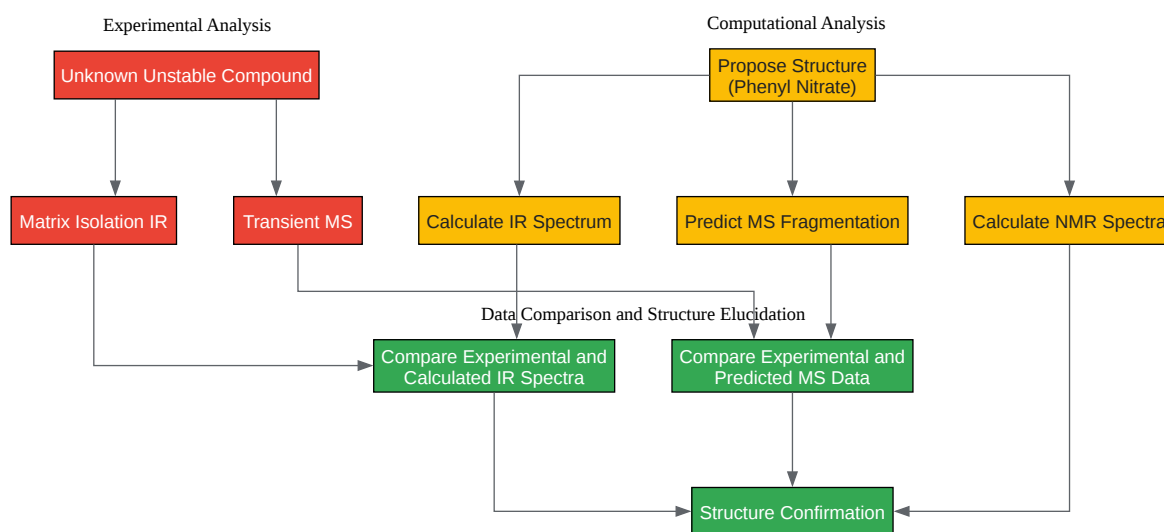 Experimental Analysis
Computational Analysis
Unknown Unstable Compound
Propose Structure
(Phenyl Nitrate)
Matrix Isolation IR
Transient MS
Calculate IR Spectrum
Predict MS Fragmentation
Calculate NMR Spectra
Data Comparison and Structure Elucidation
Compare Experimental and
Calculated IR Spectra
Compare Experimental and
Predicted MS Data
Structure Confirmation